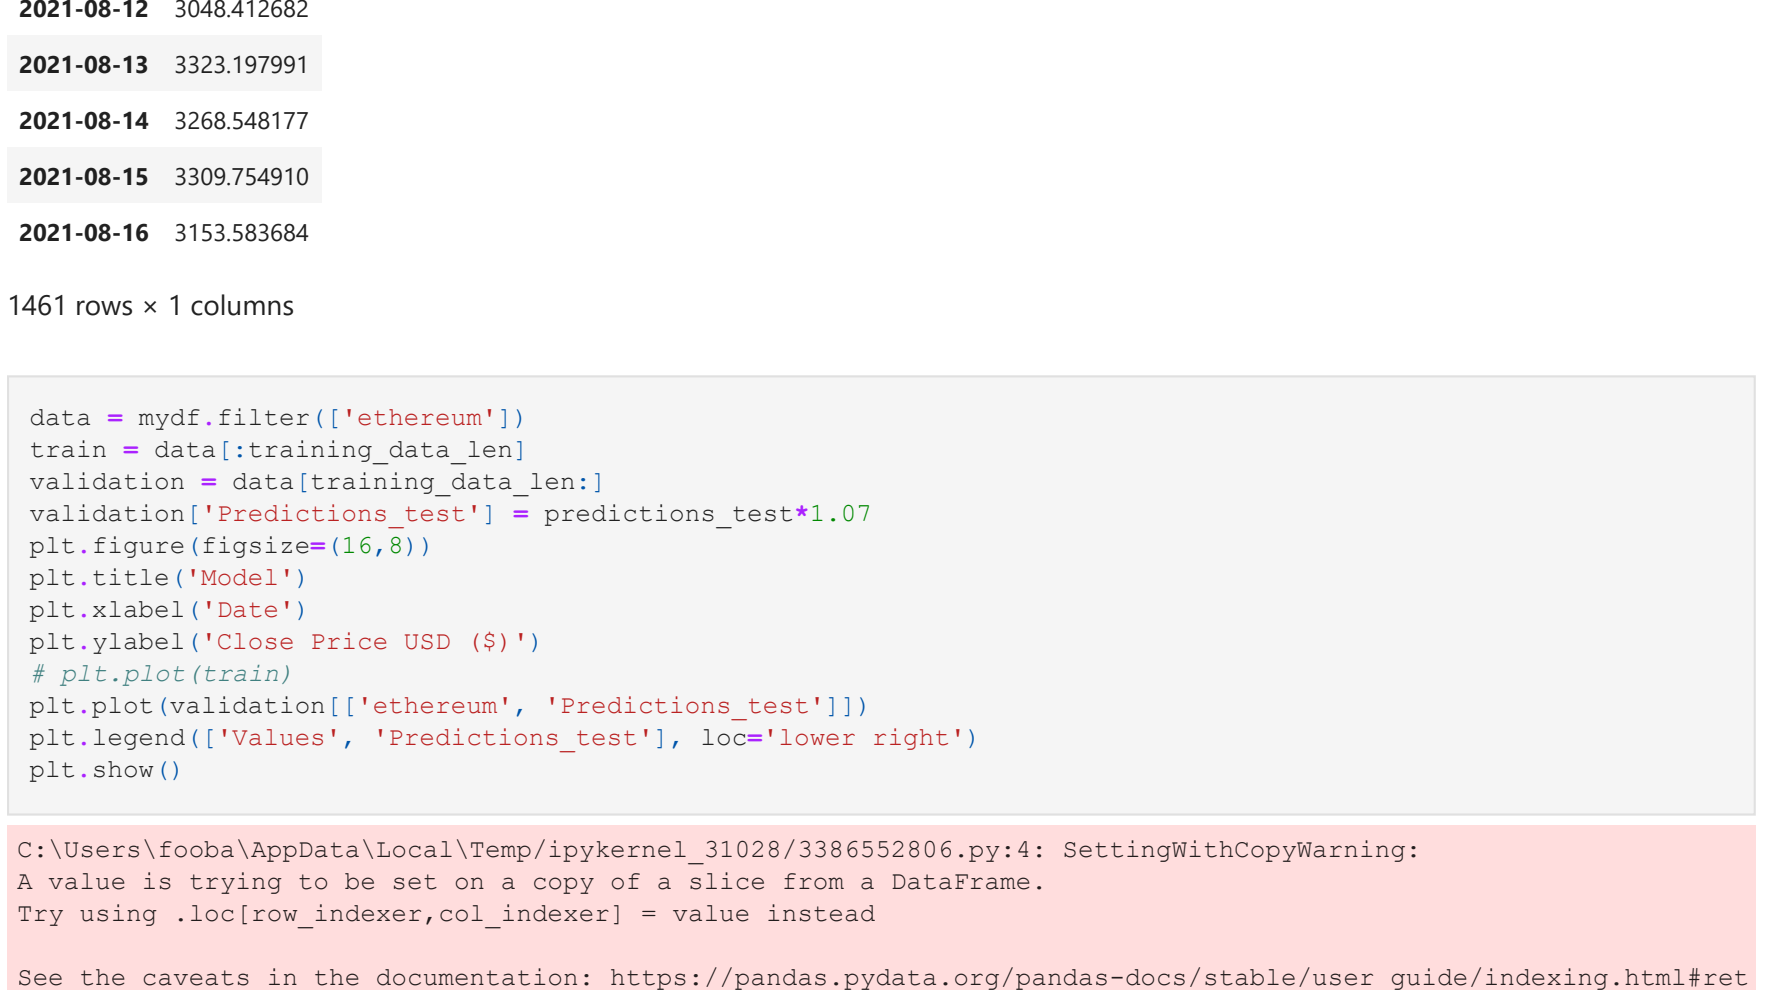 2021-08-12 3048.412682
2021-08-13 3323.197991
2021-08-14 3268.548177
2021-08-15 3309.754910
2021-08-16 3153.583684
1461 rows × 1 columns
data = mydf.filter(['ethereum'])
train = data[:training_data_len]
validation = data[training_data_len:]
validation['Predictions_test'] = predictions_test*1.07
plt.figure(figsize=(16,8))
plt.title('Model')
plt.xlabel('Date')
plt.ylabel('Close Price USD ($)')
# plt.plot(train)
plt.plot(validation[['ethereum', 'Predictions_test']])
plt.legend(['Values', 'Predictions_test'], loc='lower right')
plt.show()
C:\Users\fooba\AppData\Local\Temp/ipykernel_31028/3386552806.py:4: SettingWithCopyWarning:
A value is trying to be set on a copy of a slice from a DataFrame.
Try using .loc[row_indexer,col_indexer] = value instead
See the caveats in the documentation: https://pandas.pydata.org/pandas-docs/stable/user_guide/indexing.html#ret